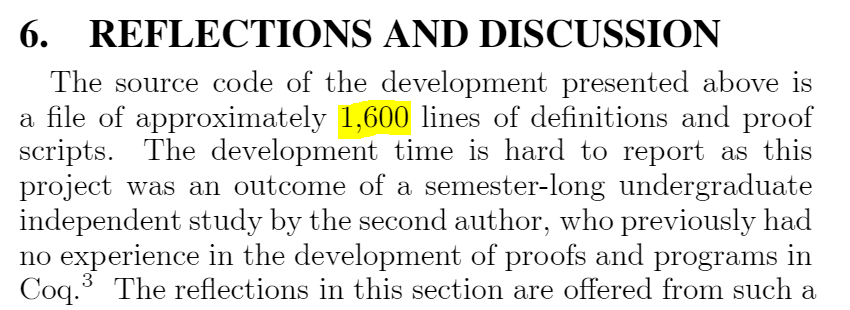 6. REFLECTIONS AND DISCUSSION
The source code of the development presented above is
a file of approximately 1,600 lines of definitions and proof
scripts. The development time is hard to report as this
project was an outcome of a semester-long undergraduate
independent study by the second author, who previously had
no experience in the development of proofs and programs in
Coq.³ The reflections in this section are offered from such a